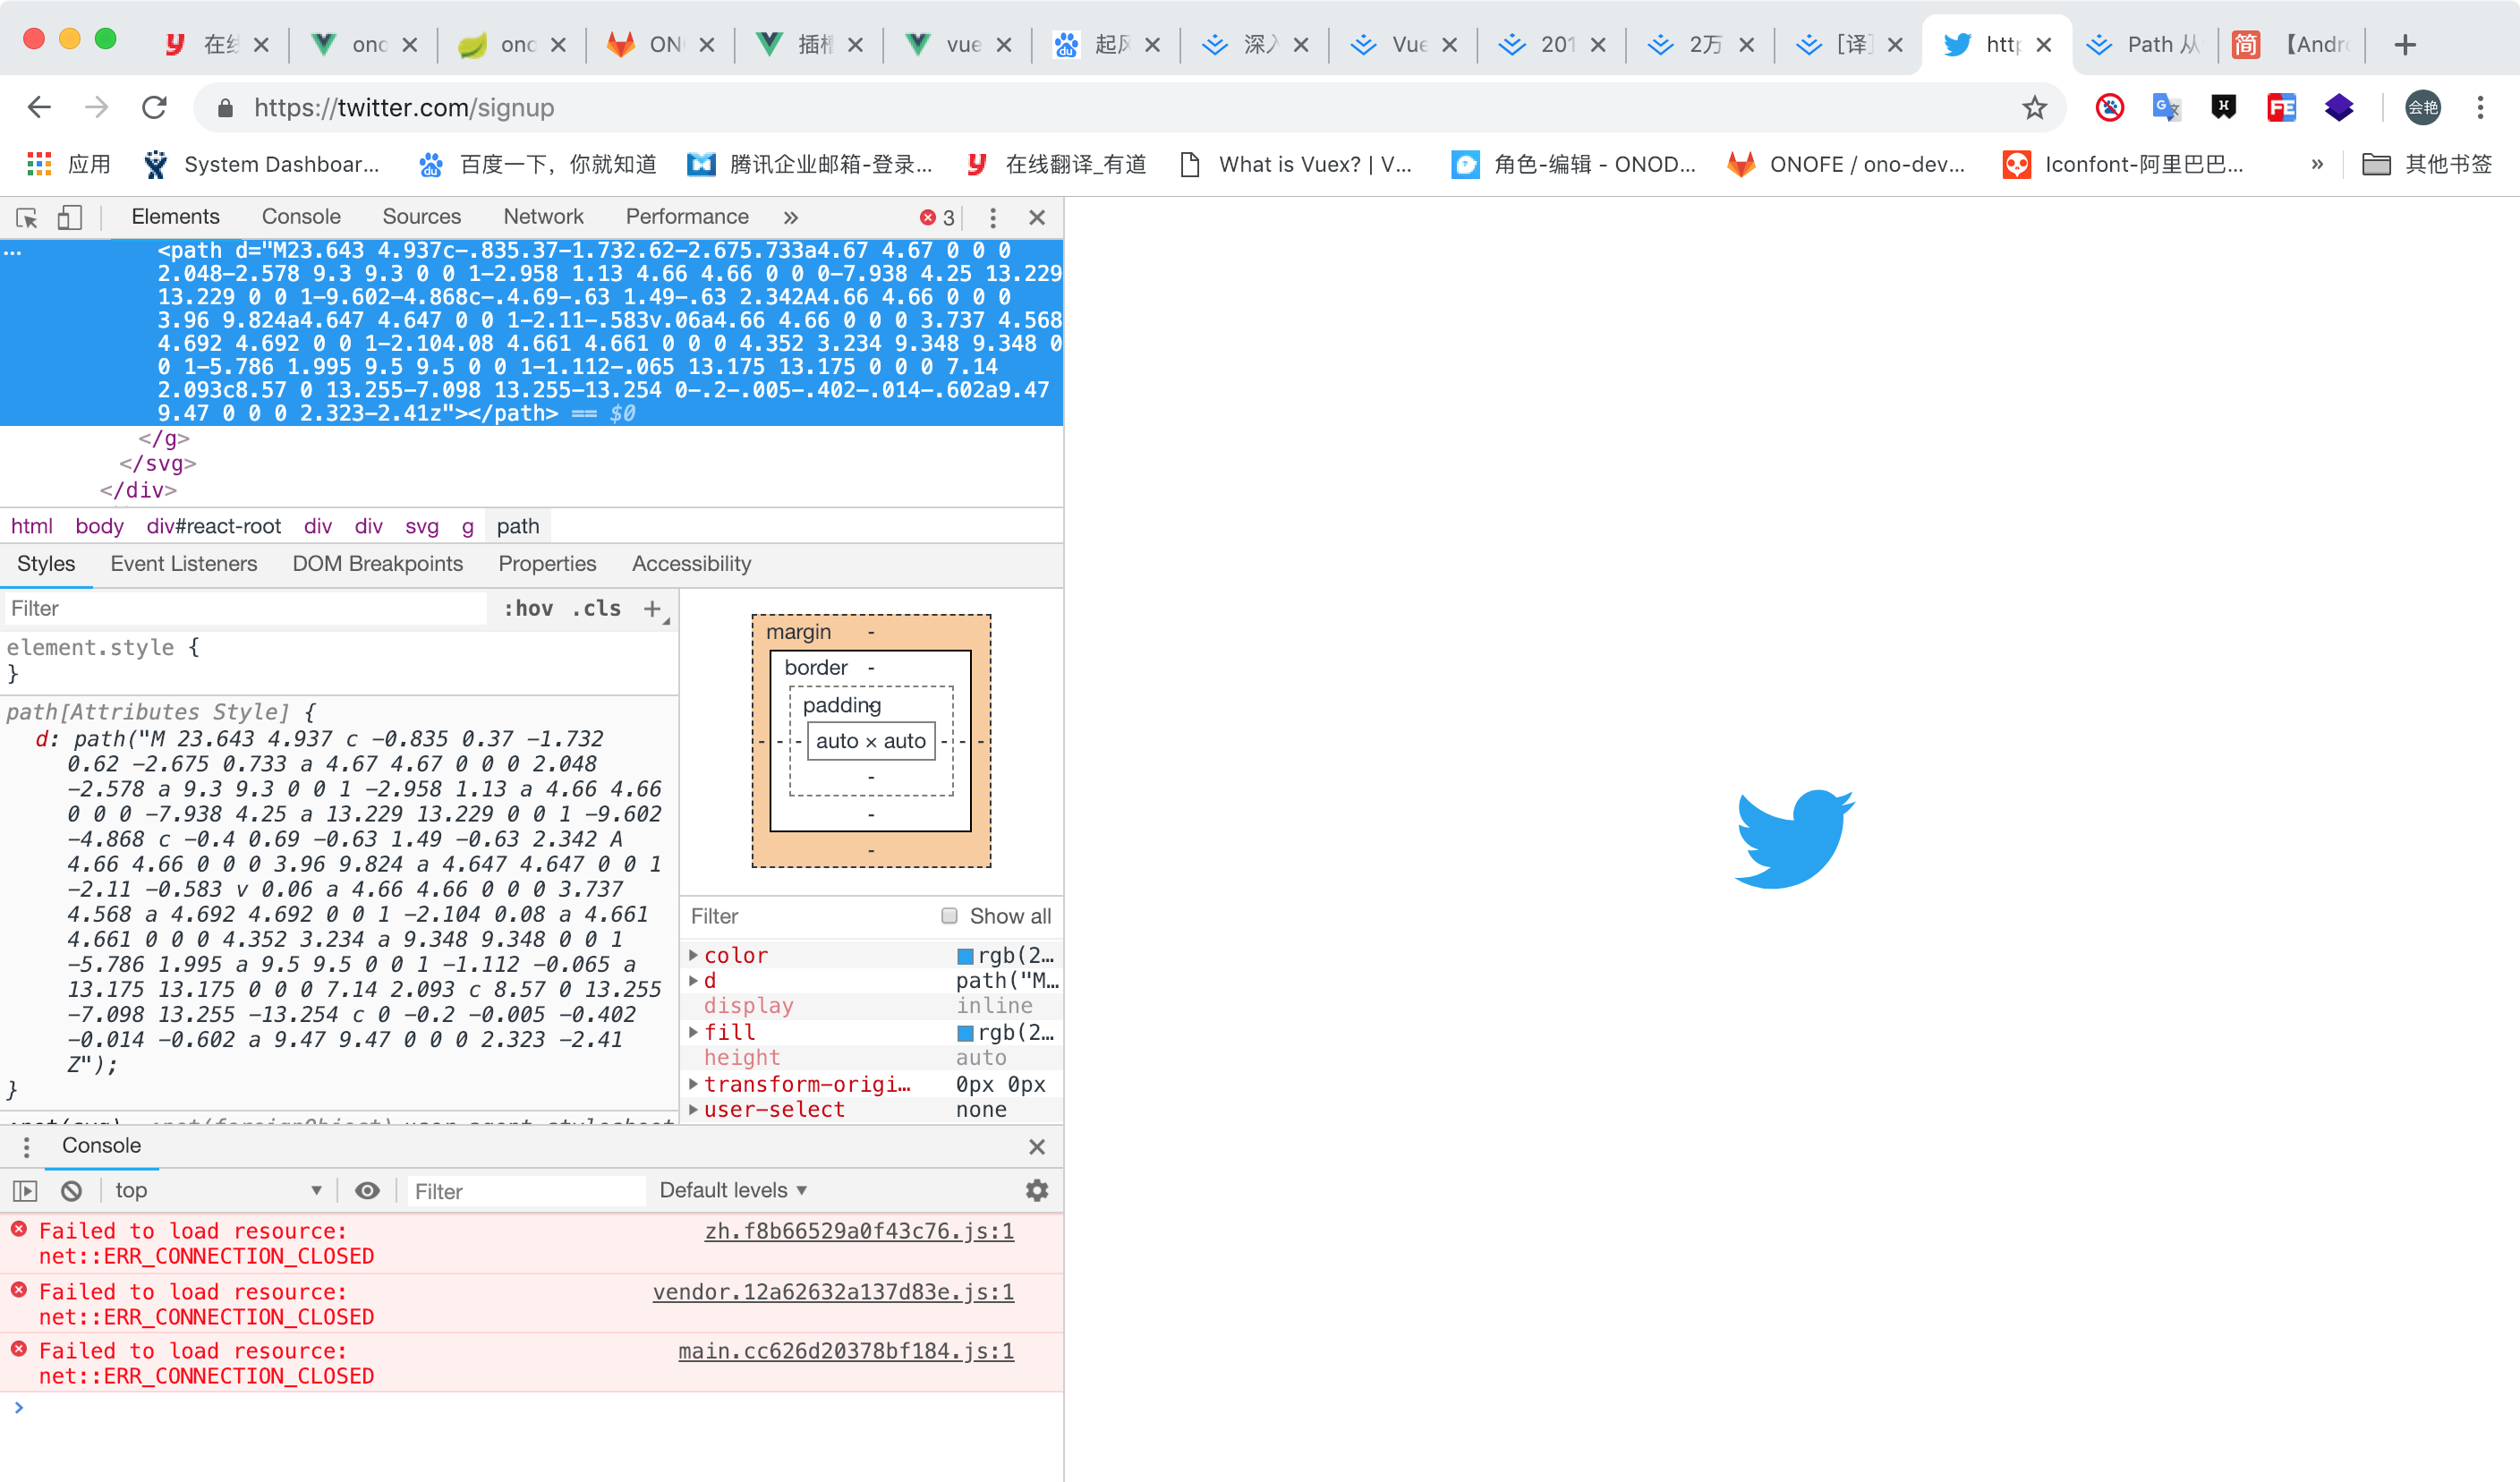 在线
ono
ono
ON
插槽
vue
起风
深入
Vue
201
2万
[译]
http
Path 从
【Andro
https://twitter.com/signup
会艳
应用
System Dashboar...
百度一下，你就知道
腾讯企业邮箱-登录...
在线翻译_有道
What is Vuex? | V...
角色-编辑 - ONOD...
ONOFE / ono-dev...
Iconfont-阿里巴巴...
»
其他书签
Elements Console Sources Network Performance » 3
... <path d="M23.643 4.937c-.835.37-1.732.62-2.675.733a4.67 4.67 0 0 0
2.048-2.578 9.3 9.3 0 0 1-2.958 1.13 4.66 4.66 0 0 0-7.938 4.25 13.229
13.229 0 0 1-9.602-4.868c-.4.69-.63 1.49-.63 2.342A4.66 4.66 0 0 0
3.96 9.824a4.647 4.647 0 0 1-2.11-.583v.06a4.66 4.66 0 0 0 3.737 4.568
4.692 4.692 0 0 1-2.104.08 4.661 4.661 0 0 0 4.352 3.234 9.348 9.348 0
0 1-5.786 1.995 9.5 9.5 0 0 1-1.112-.065 13.175 13.175 0 0 0 7.14
2.093c8.57 0 13.255-7.098 13.255-13.254 0-.2-.005-.402-.014-.602a9.47
9.47 0 0 0 2.323-2.41z"></path> == $0
</g>
</svg>
</div>
html body div#react-root div div svg g path
Styles Event Listeners DOM Breakpoints Properties Accessibility
Filter :hov .cls +
element.style {
}
path[Attributes Style] {
d: path("M 23.643 4.937 c -0.835 0.37 -1.732
0.62 -2.675 0.733 a 4.67 4.67 0 0 0 2.048
-2.578 a 9.3 9.3 0 0 1 -2.958 1.13 a 4.66 4.66
0 0 0 -7.938 4.25 a 13.229 13.229 0 0 1 -9.602
-4.868 c -0.4 0.69 -0.63 1.49 -0.63 2.342 A
4.66 4.66 0 0 0 3.96 9.824 a 4.647 4.647 0 0 1
-2.11 -0.583 v 0.06 a 4.66 4.66 0 0 0 3.737
4.568 a 4.692 4.692 0 0 1 -2.104 0.08 a 4.661
4.661 0 0 0 4.352 3.234 a 9.348 9.348 0 0 1
-5.786 1.995 a 9.5 9.5 0 0 1 -1.112 -0.065 a
13.175 13.175 0 0 0 7.14 2.093 c 8.57 0 13.255
-7.098 13.255 -13.254 c 0 -0.2 -0.005 -0.402
-0.014 -0.602 a 9.47 9.47 0 0 0 2.323 -2.41
Z");
}
:not(svg), :not(foreignObject) user agent stylesheet
margin -
border -
padding -
- - - auto × auto - - -
-
-
-
Filter Show all
color rgb(2...
d path("M...
display inline
fill rgb(2...
height auto
transform-origi... 0px 0px
user-select none
Console
top Filter Default levels
Failed to load resource: zh.f8b66529a0f43c76.js:1
net::ERR_CONNECTION_CLOSED
Failed to load resource: vendor.12a62632a137d83e.js:1
net::ERR_CONNECTION_CLOSED
Failed to load resource: main.cc626d20378bf184.js:1
net::ERR_CONNECTION_CLOSED